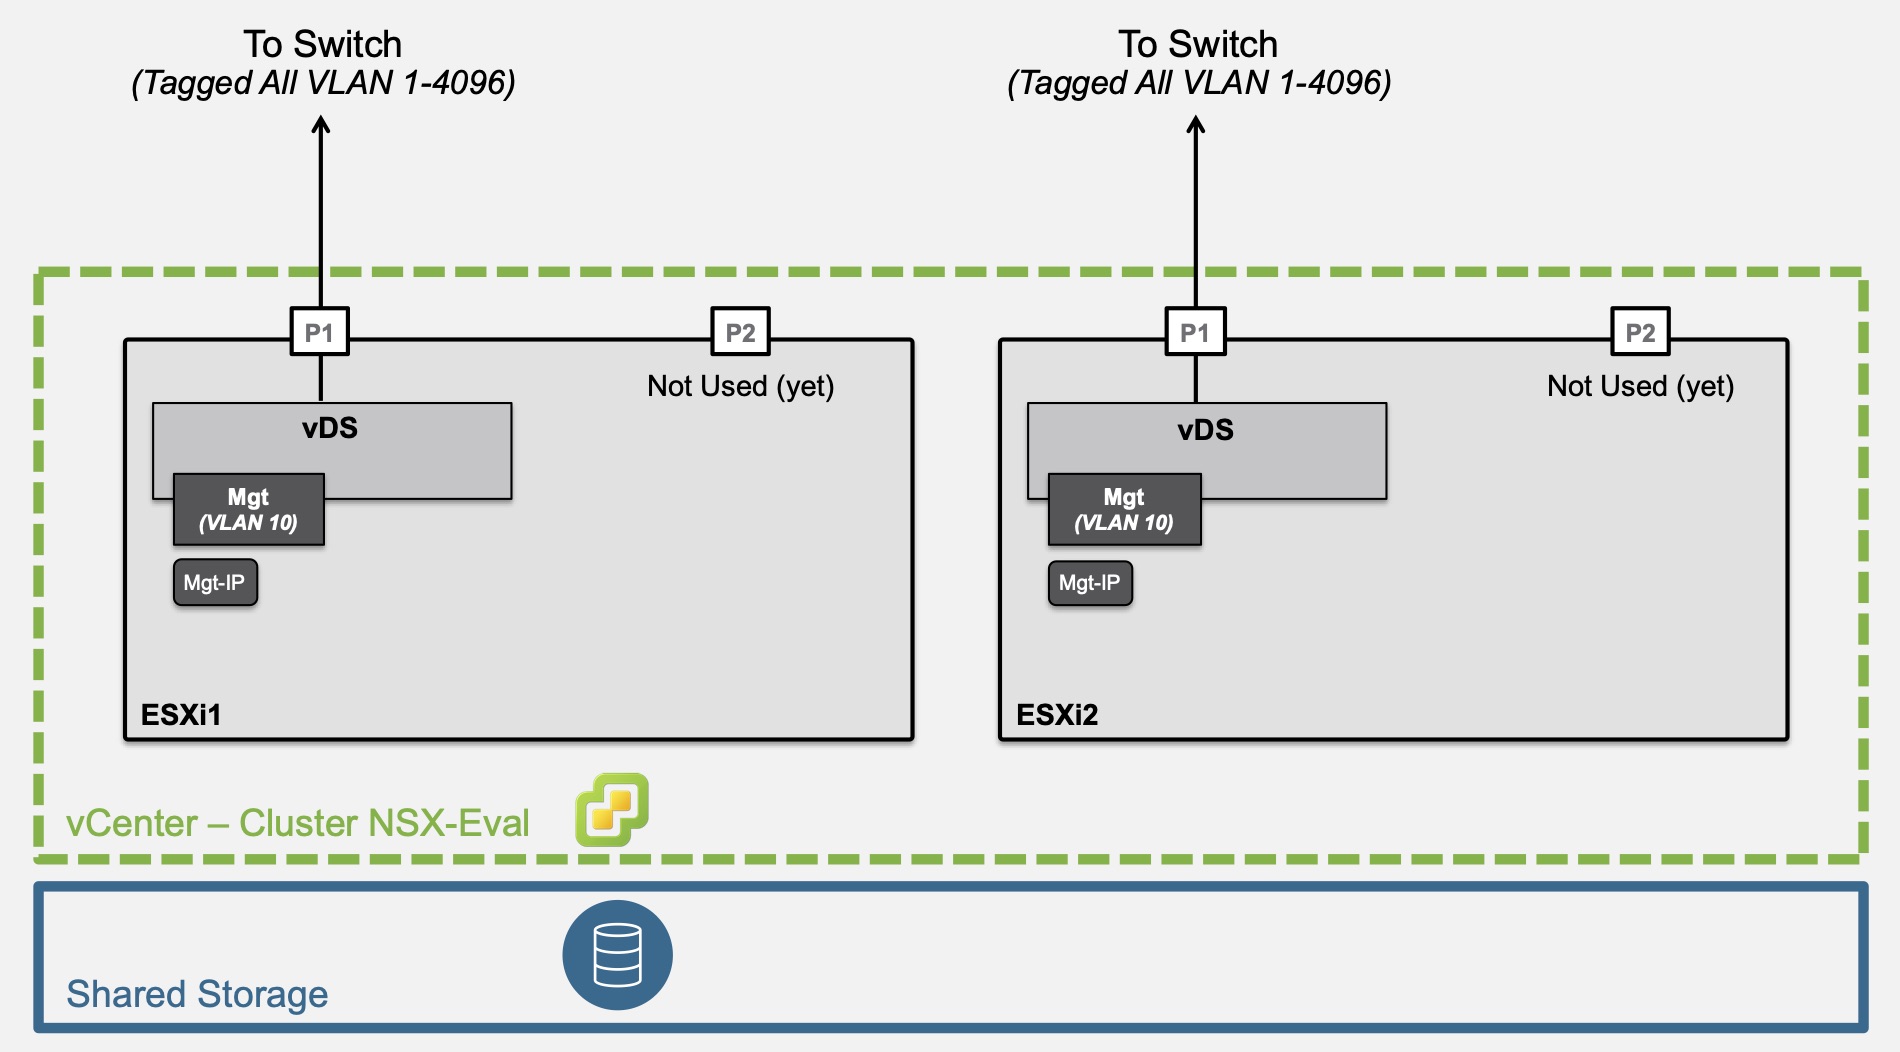 To Switch
(Tagged All VLAN 1-4096)
To Switch
(Tagged All VLAN 1-4096)
P1
P2
Not Used (yet)
vDS
Mgt
(VLAN 10)
Mgt-IP
ESXi1
P1
P2
Not Used (yet)
vDS
Mgt
(VLAN 10)
Mgt-IP
ESXi2
vCenter – Cluster NSX-Eval
Shared Storage